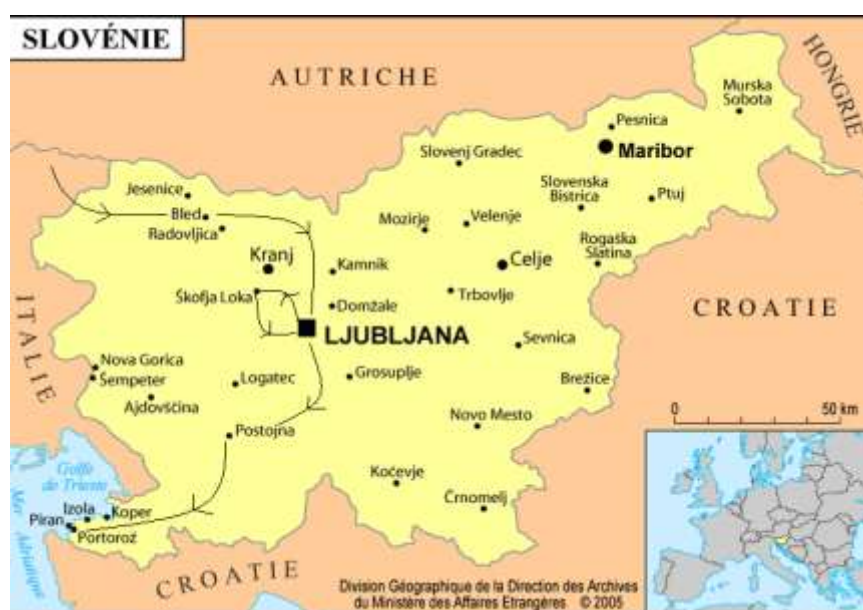 SLOVÉNIE
AUTRICHE
HONGRIE
Murska
Sobota
Pesnica
Maribor
Slovenj Gradec
Jesenice
Slovenska
Bistrica
Ptuj
Bled
Radovljica
Mozirje
Velenje
Rogaška
Slatina
Kranj
Kamnik
Celje
Škofja Loka
Domžale
Trbovlje
CROATIE
ITALIE
LJUBLJANA
Sevnica
Nova Gorica
Šempeter
Logatec
Grosuplje
Ajdovščina
Brežice
Novo Mesto
0 50 km
Postojna
Golfe
de Trieste
Kočevje
Črnomelj
Izola
Koper
Piran
Portorož
Mer Adriatique
CROATIE
Division Géographique de la Direction des Archives
du Ministère des Affaires Etrangères © 2005